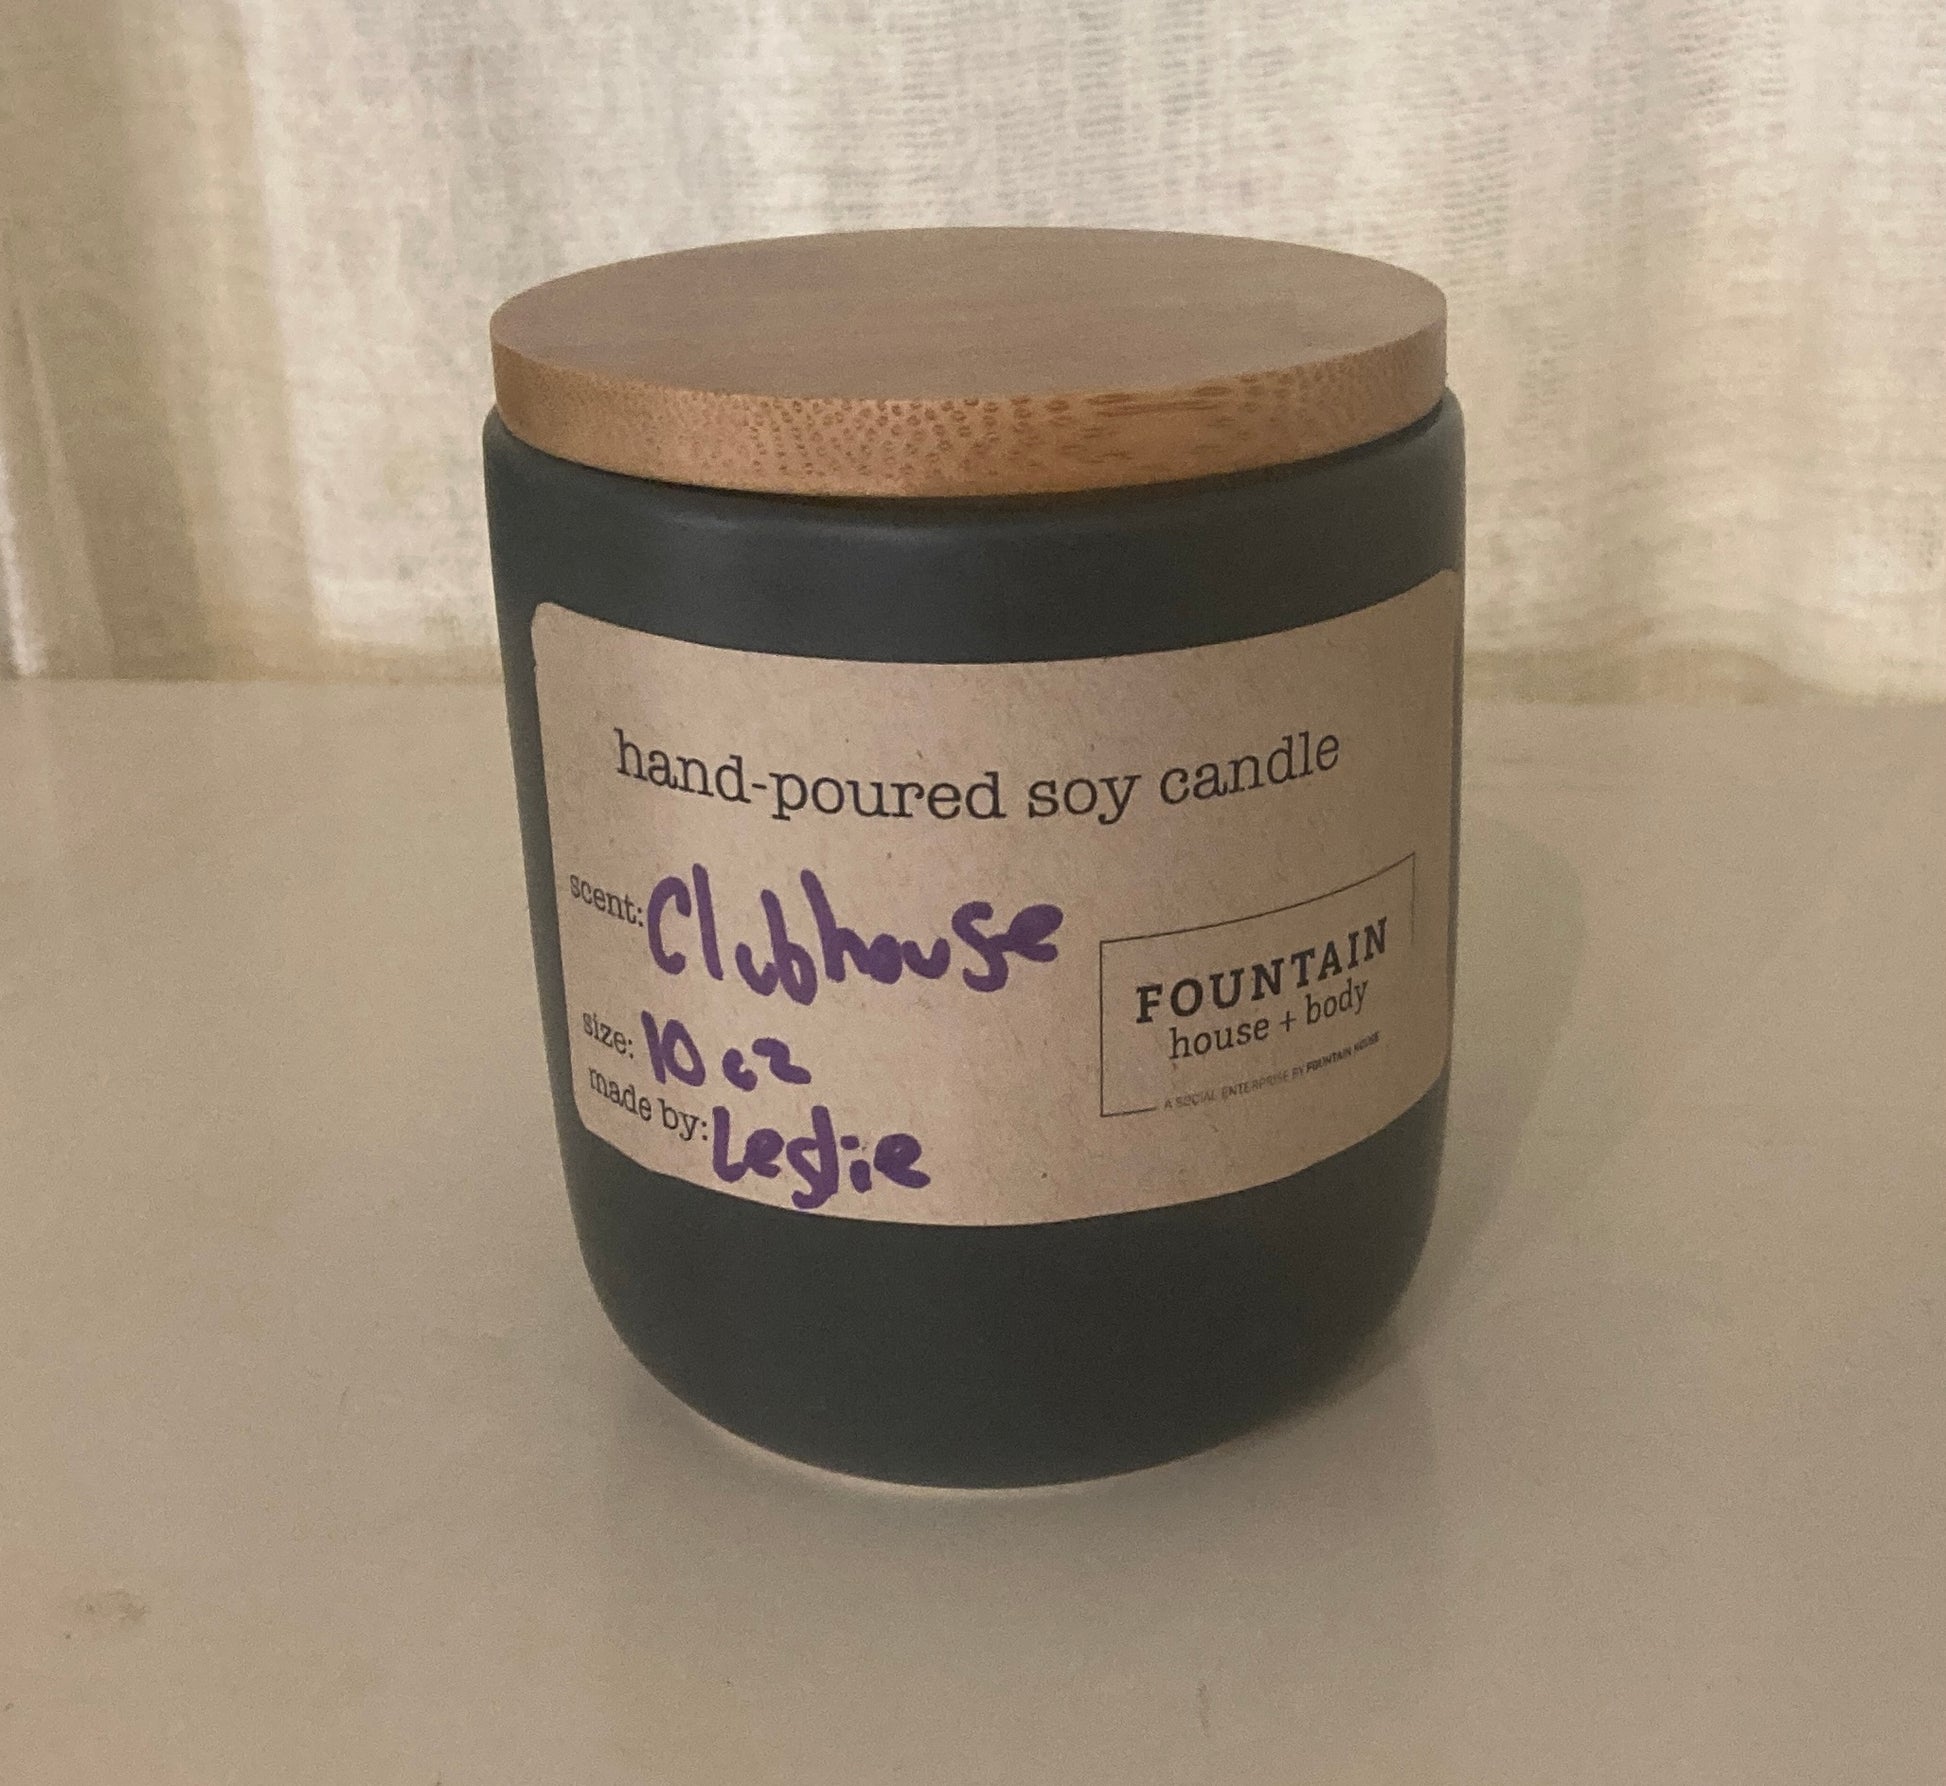 hand-poured soy candle
scent: Clubhouse
size: 10 oz
made by: Leslie
FOUNTAIN
house + body
A SOCIAL ENTERPRISE BY FOUNTAIN HOUSE